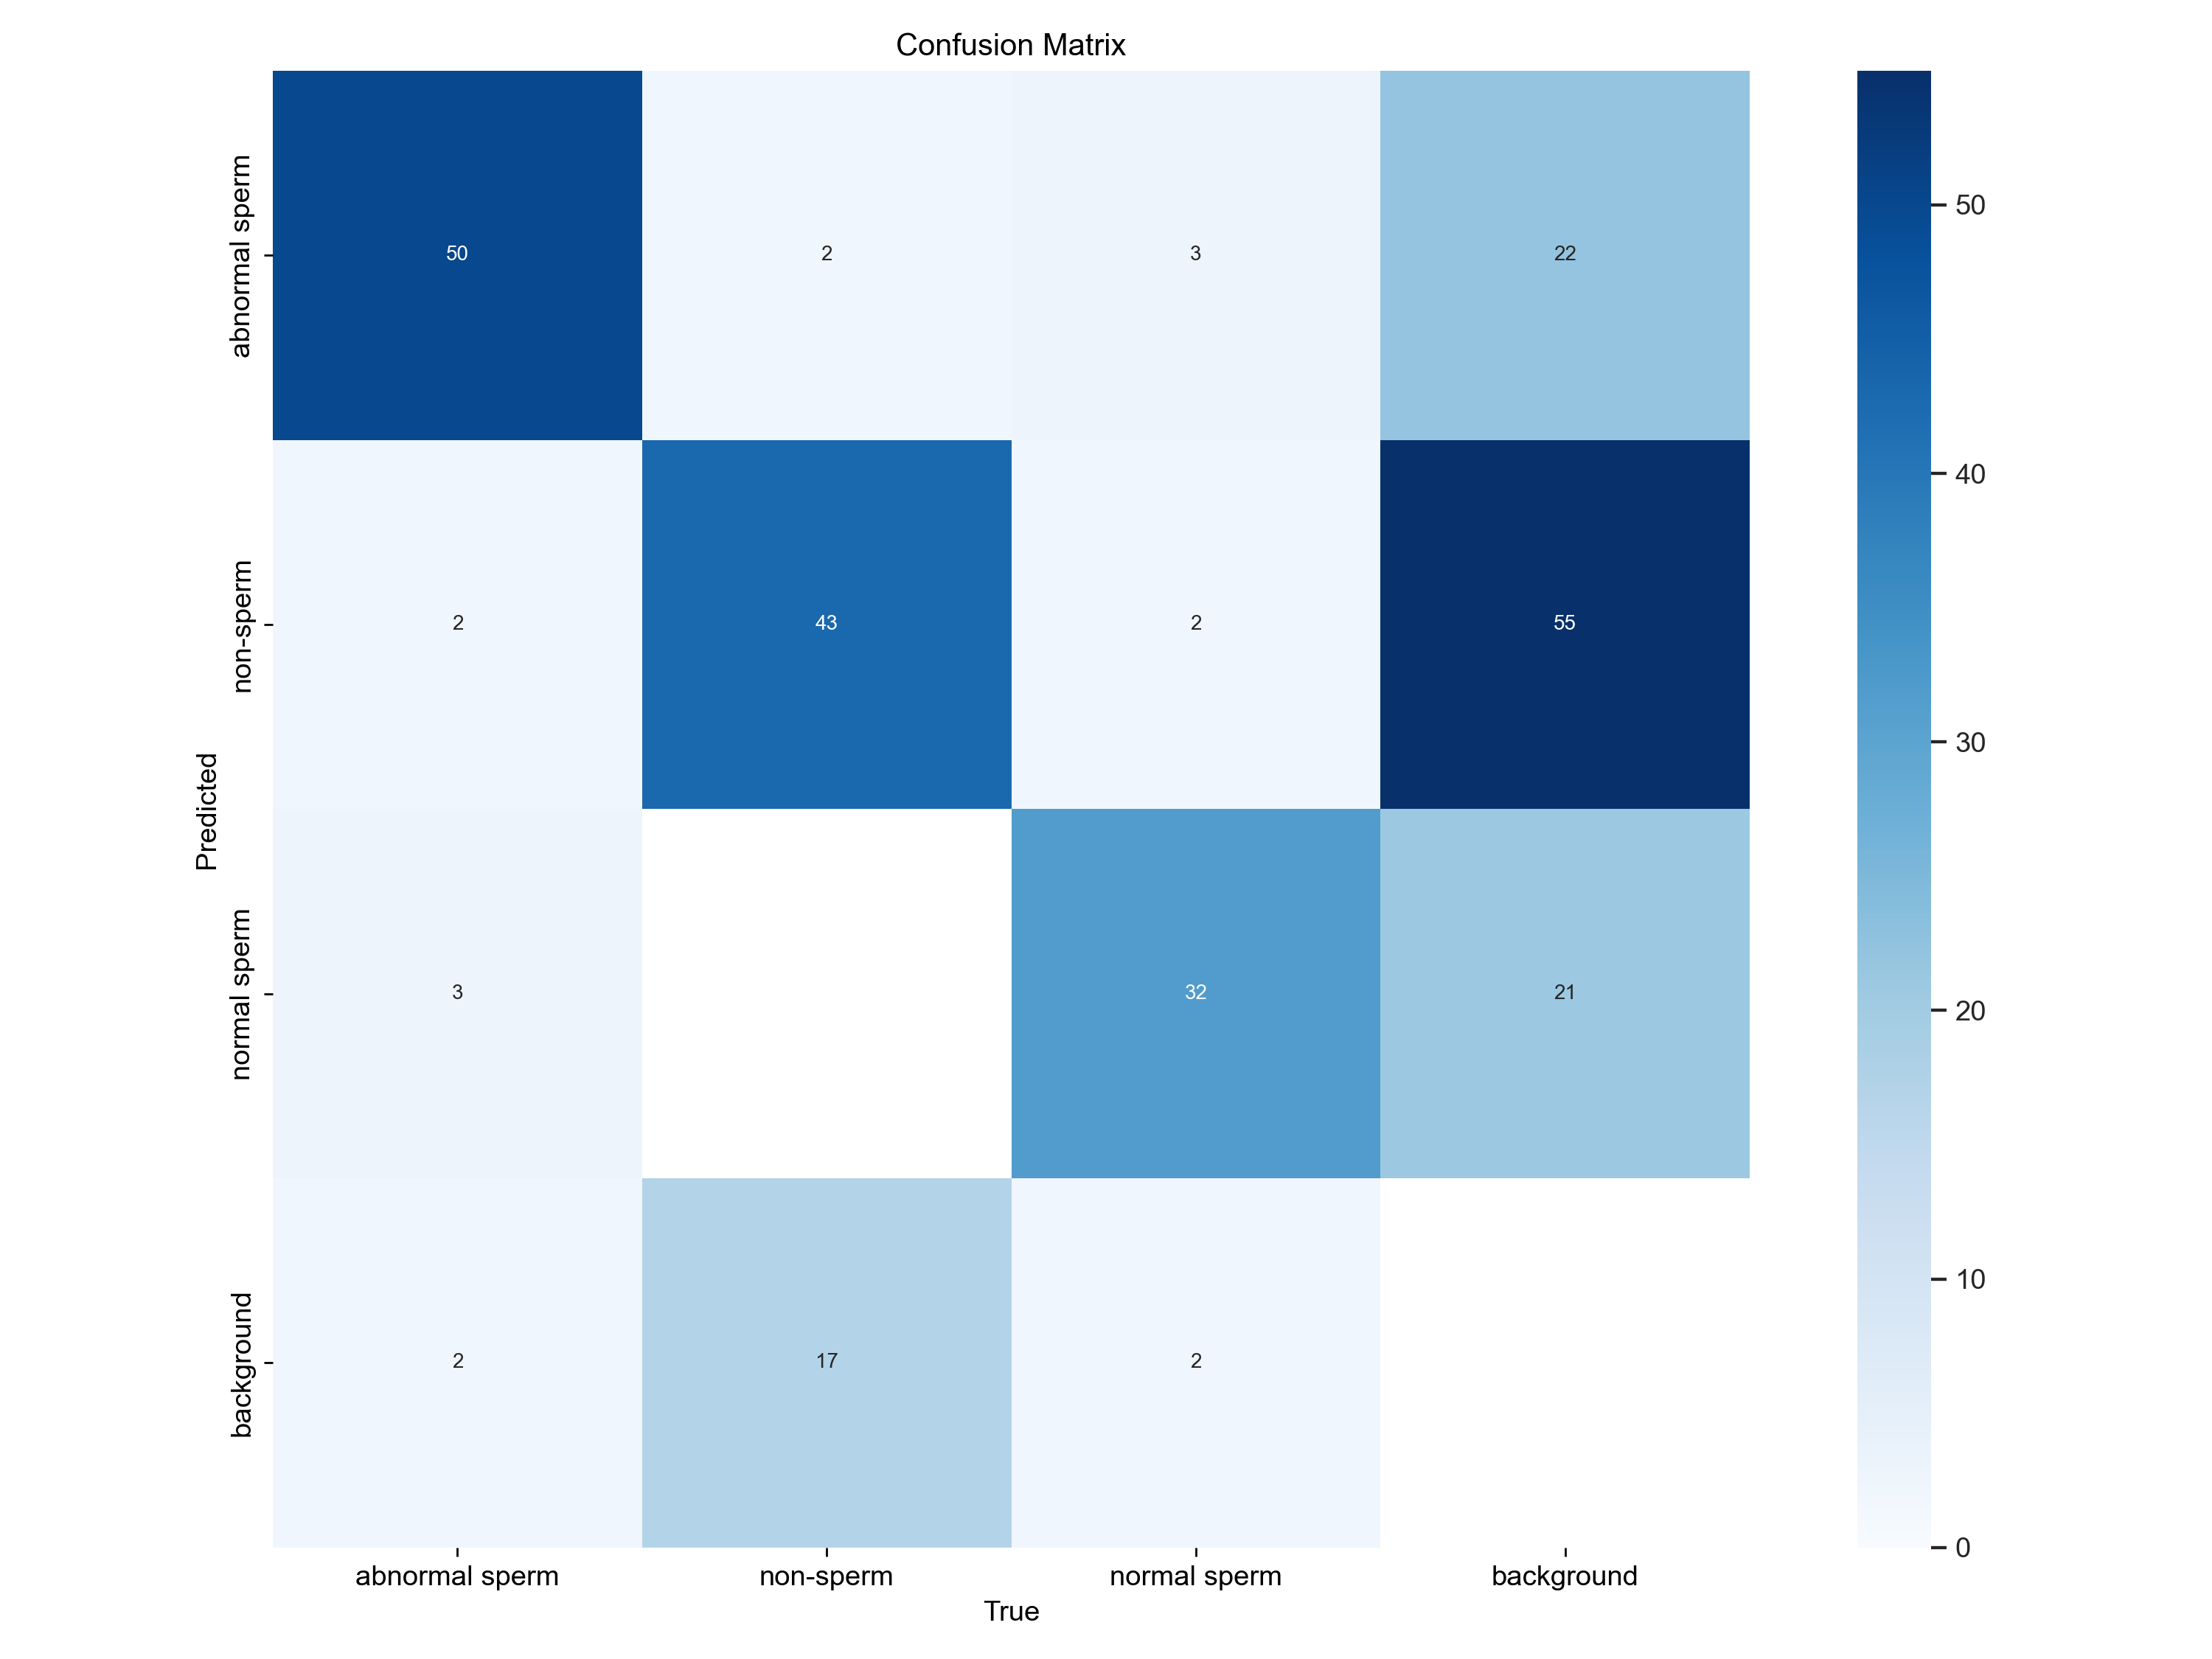 Confusion Matrix
abnormal sperm
50
2
3
22
50
non-sperm
2
43
2
55
40
Predicted
30
normal sperm
3
32
21
20
background
2
17
2
10
0
abnormal sperm
non-sperm
normal sperm
background
True